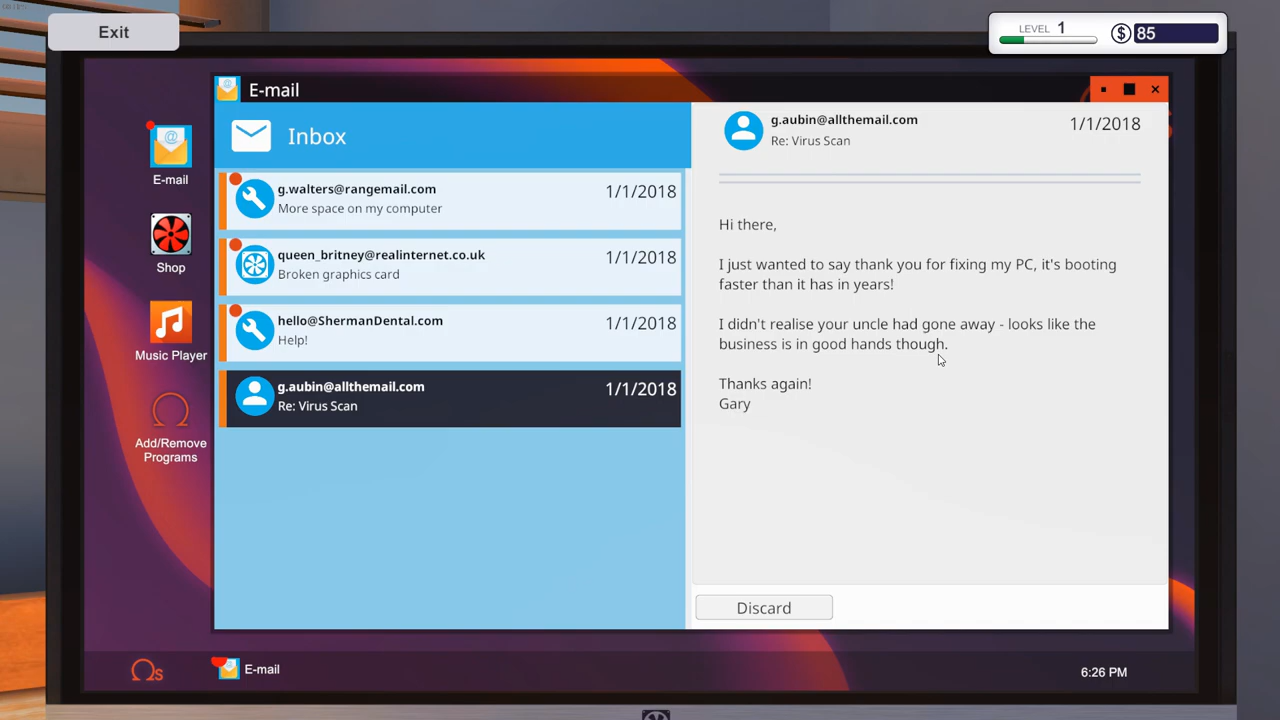 Exit
LEVEL 1
$ 85
E-mail
E-mail
Shop
Music Player
Add/Remove
Programs
Inbox
g.walters@rangemail.com 1/1/2018
More space on my computer
queen_britney@realinternet.co.uk 1/1/2018
Broken graphics card
hello@ShermanDental.com 1/1/2018
Help!
g.aubin@allthemail.com 1/1/2018
Re: Virus Scan
g.aubin@allthemail.com 1/1/2018
Re: Virus Scan
Hi there,
I just wanted to say thank you for fixing my PC, it's booting
faster than it has in years!
I didn't realise your uncle had gone away - looks like the
business is in good hands though.
Thanks again!
Gary
Discard
Ωs
E-mail
6:26 PM